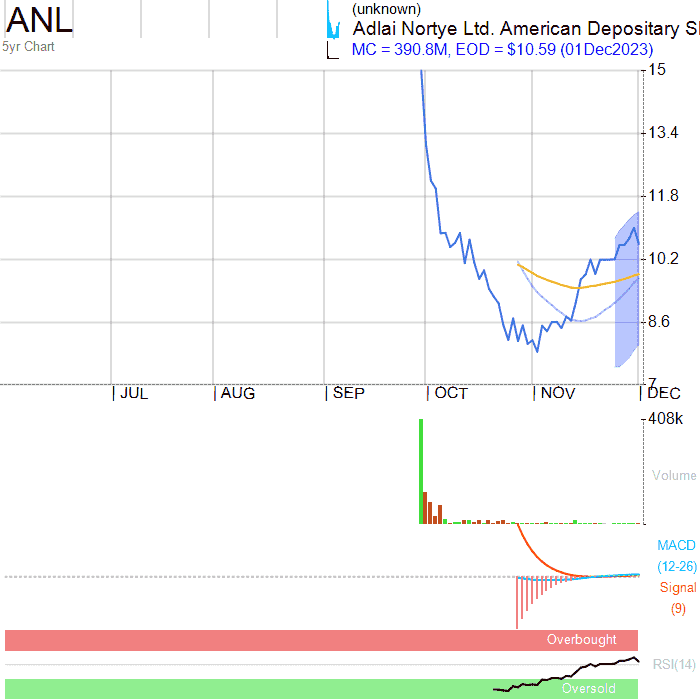 ANL
(unknown)
Adlai Nortye Ltd. American Depositary S
5yr Chart
MC = 390.8M, EOD = $10.59 (01Dec2023)
15
13.4
11.8
10.2
8.6
7
JUL AUG SEP OCT NOV DEC
408k
Volume
MACD
(12-26)
Signal
(9)
Overbought
RSI(14)
Oversold